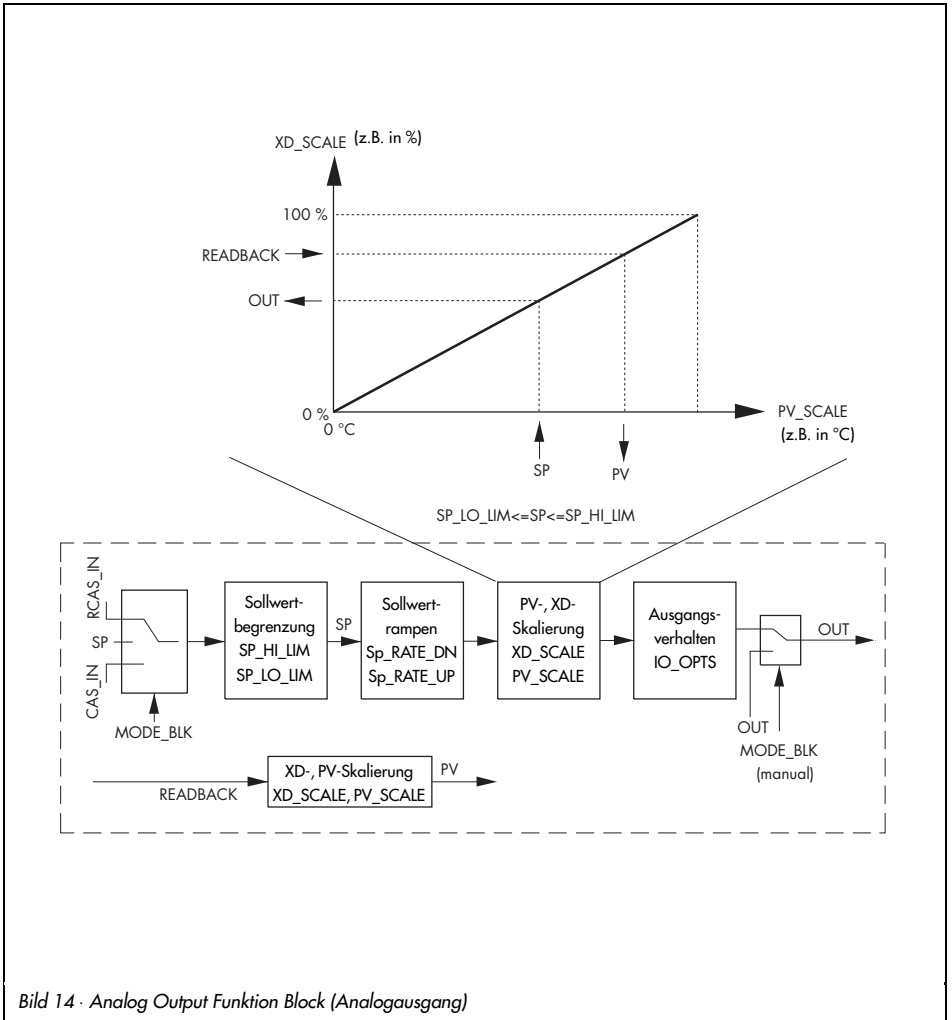 XD_SCALE (z.B. in %)
100 %
READBACK
OUT
0 %
0 °C
PV_SCALE
(z.B. in °C)
SP
PV
SP_LO_LIM<=SP<=SP_HI_LIM
RCAS_IN
SP
CAS_IN
MODE_BLK
Sollwert-
begrenzung
SP_HI_LIM
SP_LO_LIM
SP
Sollwert-
rampen
Sp_RATE_DN
Sp_RATE_UP
PV-, XD-
Skalierung
XD_SCALE
PV_SCALE
Ausgangs-
verhalten
IO_OPTS
OUT
OUT
MODE_BLK
(manual)
READBACK
XD-, PV-Skalierung
XD_SCALE, PV_SCALE
PV
Bild 14 · Analog Output Funktion Block (Analogausgang)